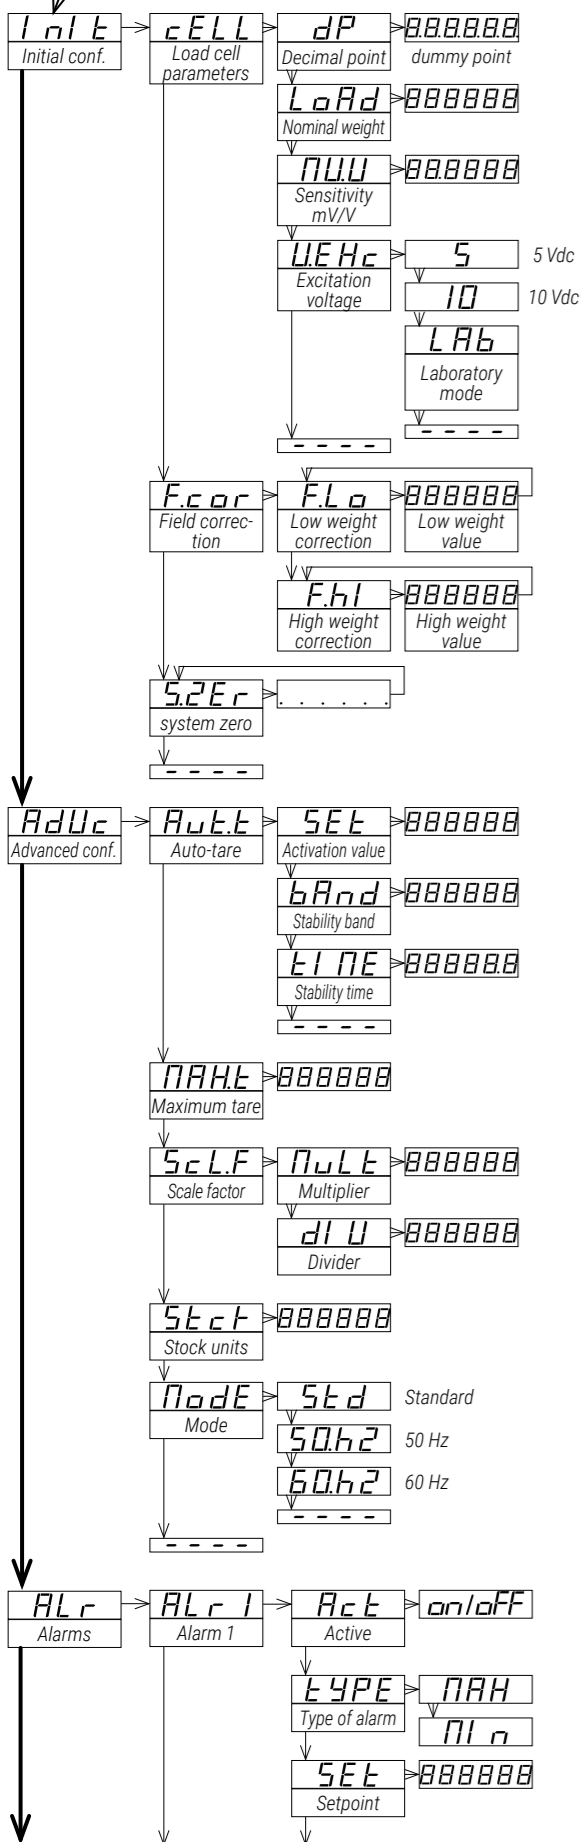 InIt cELL dP 8.8.8.8.8.8.
Initial conf. Load cell parameters Decimal point dummy point
LoAd 888888
Nominal weight
MV.V 88.8888
Sensitivity
mV/V
V.EHc 5 5 Vdc
Excitation
voltage
10 10 Vdc
LAb
Laboratory
mode
- - - -
- - - -
F.cor F.Lo 888888
Field correc-
tion
Low weight
correction
Low weight
value
F.hI 888888
High weight
correction
High weight
value
S.ZEr . . . . . .
system zero
- - - -
AdVc Aut.t SEt 888888
Advanced conf. Auto-tare Activation value
bAnd 888888
Stability band
tIME 88888.8
Stability time
- - - -
MAH.t 888888
Maximum tare
ScL.F MuLt 888888
Scale factor Multiplier
dIV 888888
Divider
Stck 888888
Stock units
ModE Std Standard
Mode
50.hZ 50 Hz
60.hZ 60 Hz
- - - -
- - - -
ALr ALr1 Act on/oFF
Alarms Alarm 1 Active
tYPE MAH
Type of alarm
MIn
SEt 888888
Setpoint